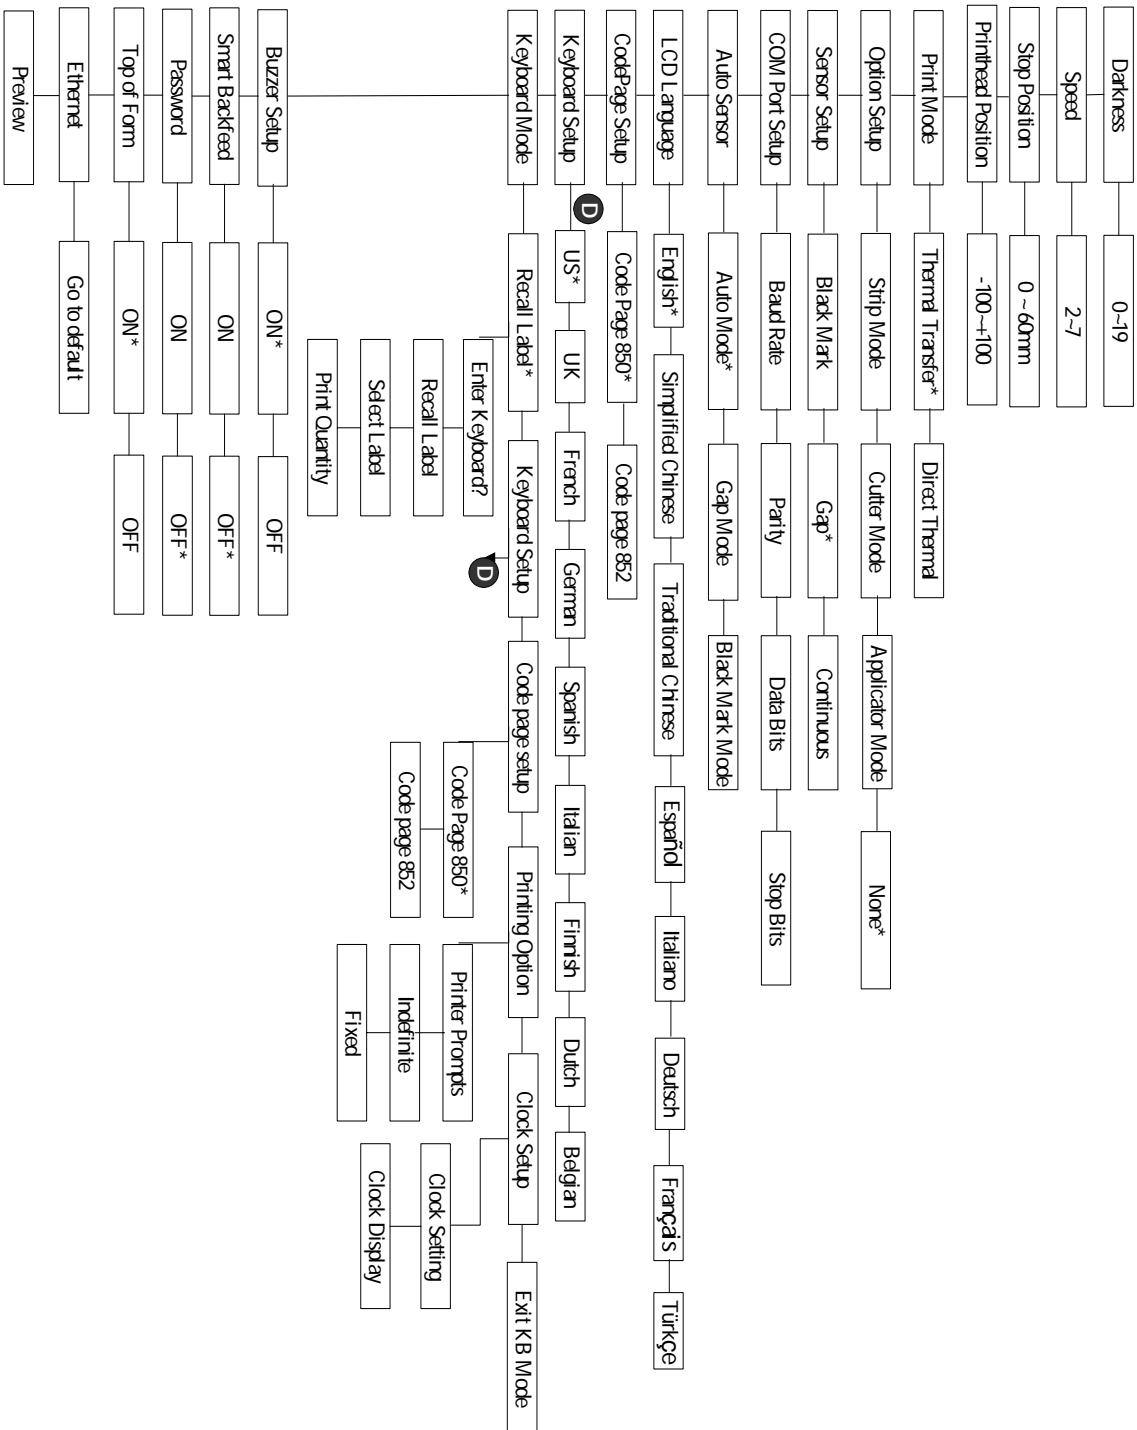 Darkness
0~19
Speed
2~7
Stop Position
0 ~ 60mm
Printhead Position
-100~+100
Print Mode
Thermal Transfer*
Direct Thermal
Option Setup
Strip Mode
Cutter Mode
Applicator Mode
None*
Sensor Setup
Black Mark
Gap*
Continuous
COM Port Setup
Baud Rate
Parity
Data Bits
Stop Bits
Auto Sensor
Auto Mode*
Gap Mode
Black Mark Mode
LCD Language
English*
Simplified Chinese
Traditional Chinese
Español
Italiano
Deutsch
Français
Türkçe
CodePage Setup
Code Page 850*
Code page 852
Keyboard Setup
D
US*
UK
French
German
Spanish
Italian
Finnish
Dutch
Belgian
Keyboard Mode
Recall Label*
Keyboard Setup
Code page setup
Printing Option
Clock Setup
Exit KB Mode
Enter Keyboard?
Recall Label
Select Label
Print Quantity
D
Code Page 850*
Code page 852
Printer Prompts
Indefinite
Fixed
Clock Setting
Clock Display
Buzzer Setup
ON*
OFF
Smart Backfeed
ON
OFF*
Password
ON
OFF*
Top of Form
ON*
OFF
Ethernet
Go to default
Preview